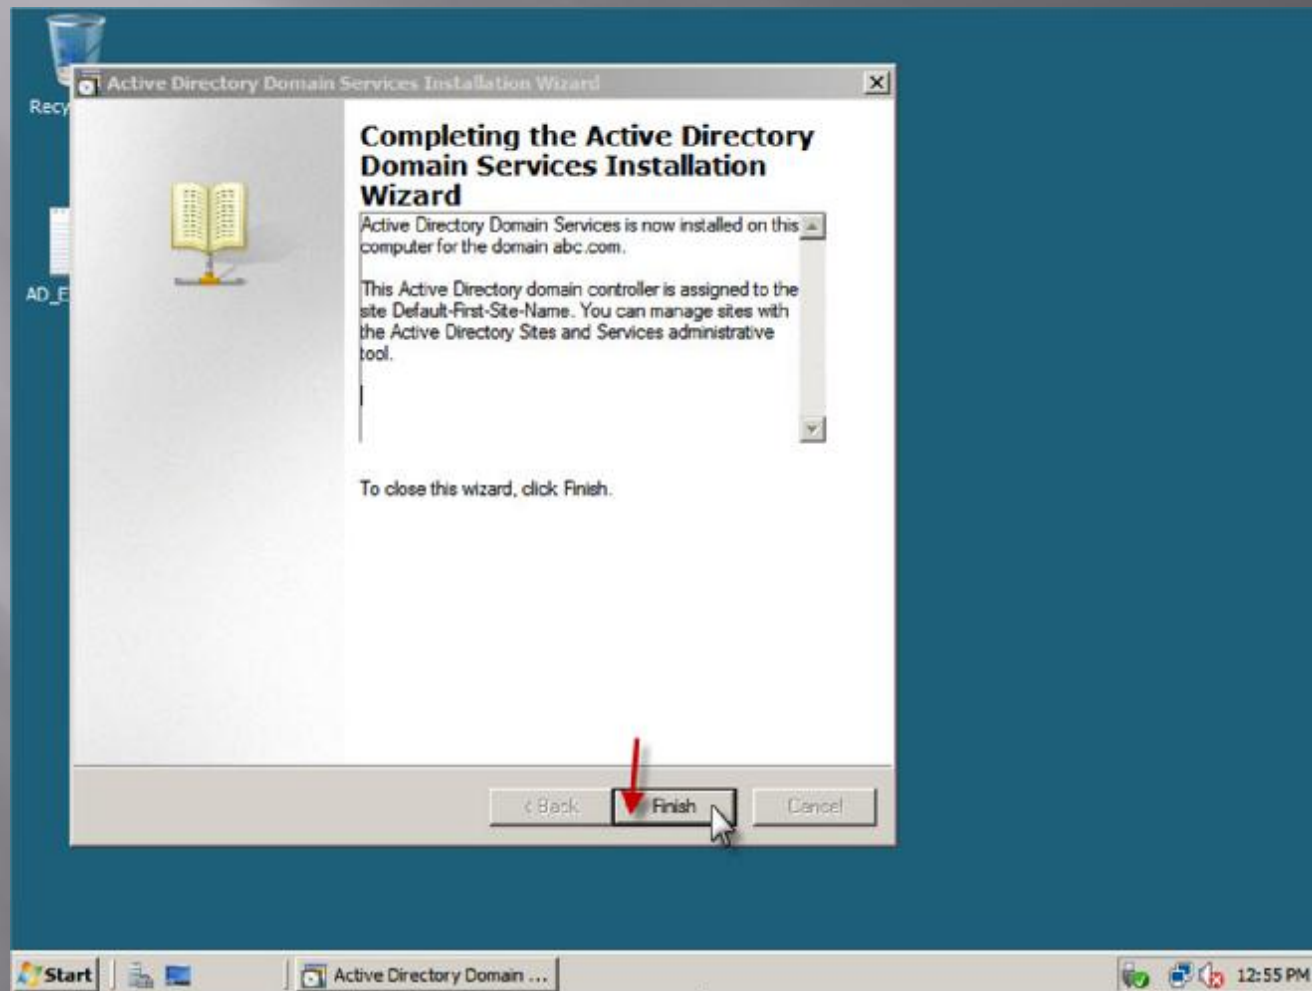 Recy
Active Directory Domain Services Installation Wizard
Completing the Active Directory
Domain Services Installation
Wizard
Active Directory Domain Services is now installed on this
computer for the domain abc.com.
This Active Directory domain controller is assigned to the
site Default-First-Site-Name. You can manage sites with
the Active Directory Sites and Services administrative
tool.
AD_E
To close this wizard, click Finish.
< Back Finish Cancel
Start Active Directory Domain ... 12:55 PM